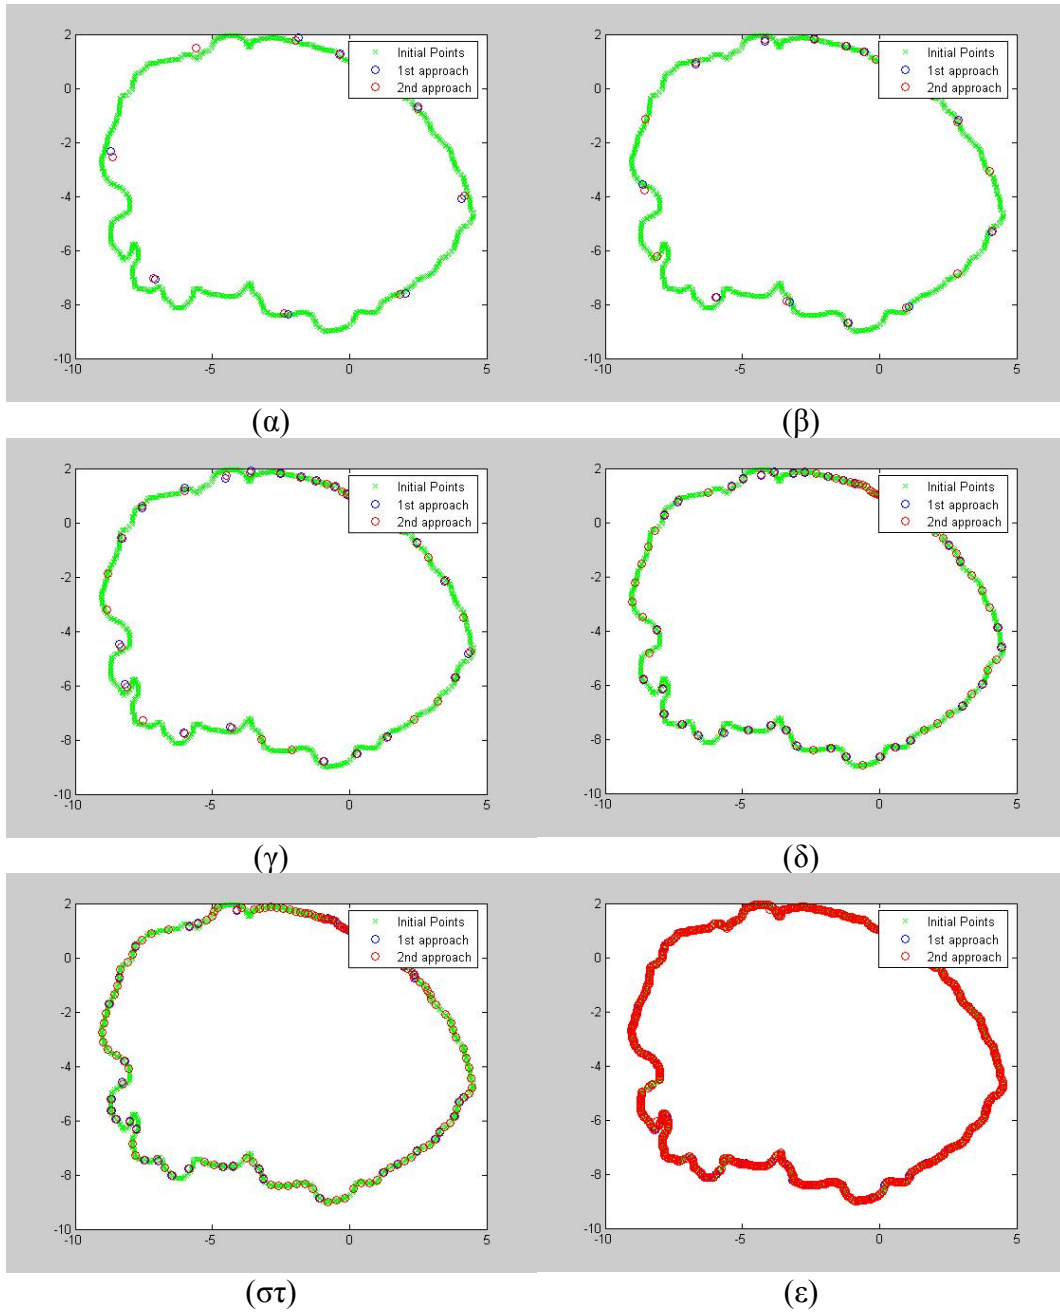 2
0
-2
-4
-6
-8
-10
-10 -5 0 5
Initial Points
1st approach
2nd approach
(α)
2
0
-2
-4
-6
-8
-10
-10 -5 0 5
Initial Points
1st approach
2nd approach
(β)
2
0
-2
-4
-6
-8
-10
-10 -5 0 5
Initial Points
1st approach
2nd approach
(γ)
2
0
-2
-4
-6
-8
-10
-10 -5 0 5
Initial Points
1st approach
2nd approach
(δ)
2
0
-2
-4
-6
-8
-10
-10 -5 0 5
Initial Points
1st approach
2nd approach
(στ)
2
0
-2
-4
-6
-8
-10
-10 -5 0 5
Initial Points
1st approach
2nd approach
(ε)